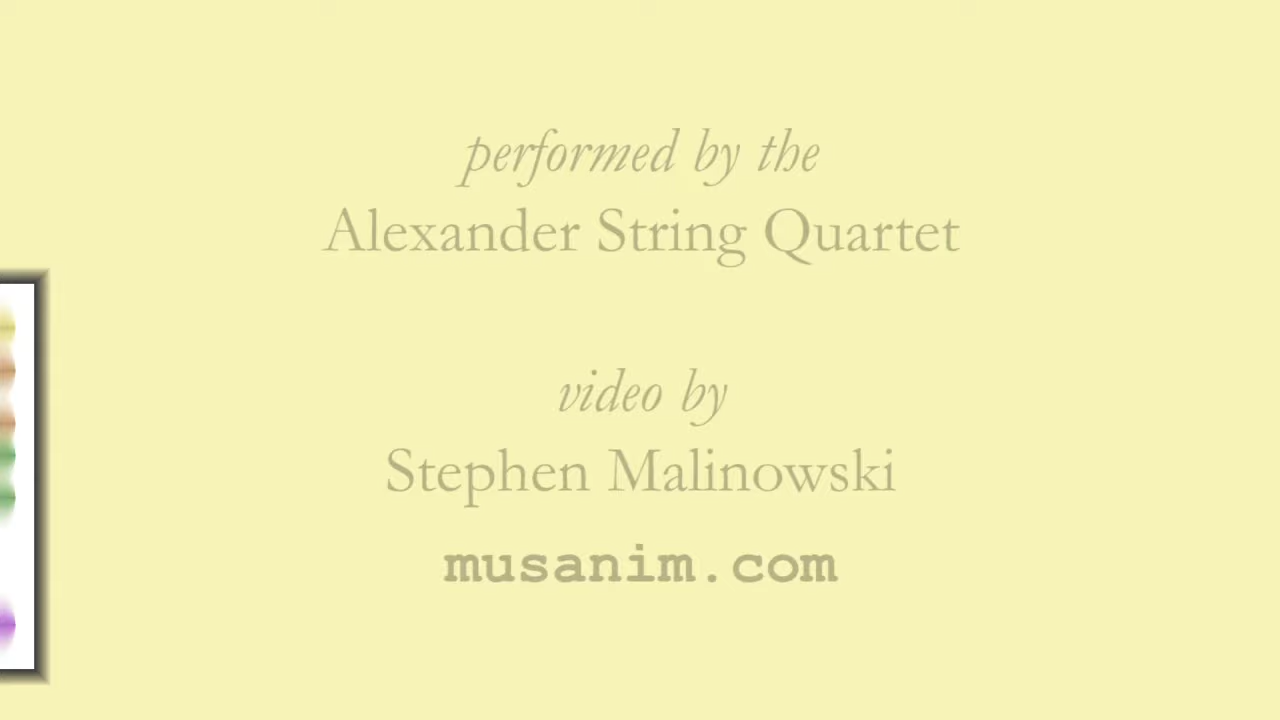 performed by the
Alexander String Quartet
video by
Stephen Malinowski
musanim.com